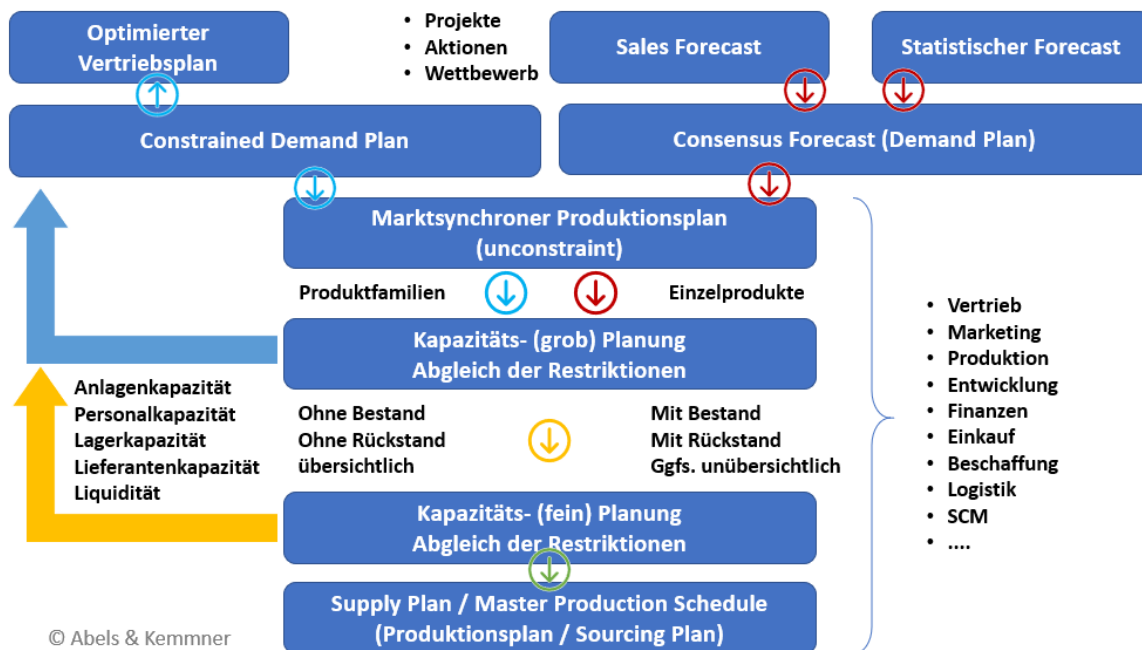 Optimierter
Vertriebsplan
• Projekte
• Aktionen
• Wettbewerb
Sales Forecast
Statistischer Forecast
Constrained Demand Plan
Consensus Forecast (Demand Plan)
Marktsynchroner Produktionsplan
(unconstraint)
Produktfamilien
Einzelprodukte
Kapazitäts- (grob) Planung
Abgleich der Restriktionen
Anlagenkapazität
Personalkapazität
Lagerkapazität
Lieferantenkapazität
Liquidität
Ohne Bestand
Ohne Rückstand
übersichtlich
Mit Bestand
Mit Rückstand
Ggfs. unübersichtlich
Kapazitäts- (fein) Planung
Abgleich der Restriktionen
Supply Plan / Master Production Schedule
(Produktionsplan / Sourcing Plan)
• Vertrieb
• Marketing
• Produktion
• Entwicklung
• Finanzen
• Einkauf
• Beschaffung
• Logistik
• SCM
• ....
© Abels & Kemmner